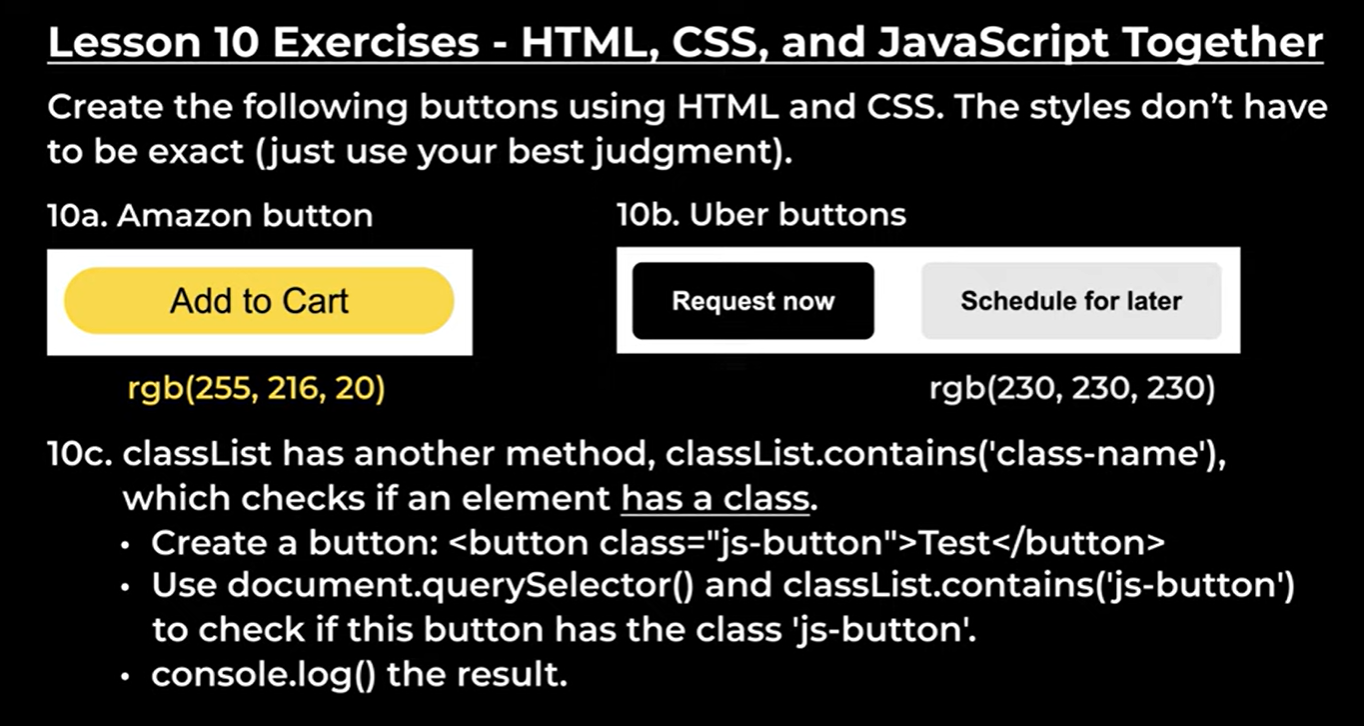 Lesson 10 Exercises - HTML, CSS, and JavaScript Together
Create the following buttons using HTML and CSS. The styles don’t have
to be exact (just use your best judgment).
10a. Amazon button
10b. Uber buttons
Add to Cart
Request now
Schedule for later
rgb(255, 216, 20)
rgb(230, 230, 230)
10c. classList has another method, classList.contains('class-name'),
which checks if an element has a class.
• Create a button: <button class="js-button">Test</button>
• Use document.querySelector() and classList.contains('js-button')
to check if this button has the class 'js-button'.
• console.log() the result.